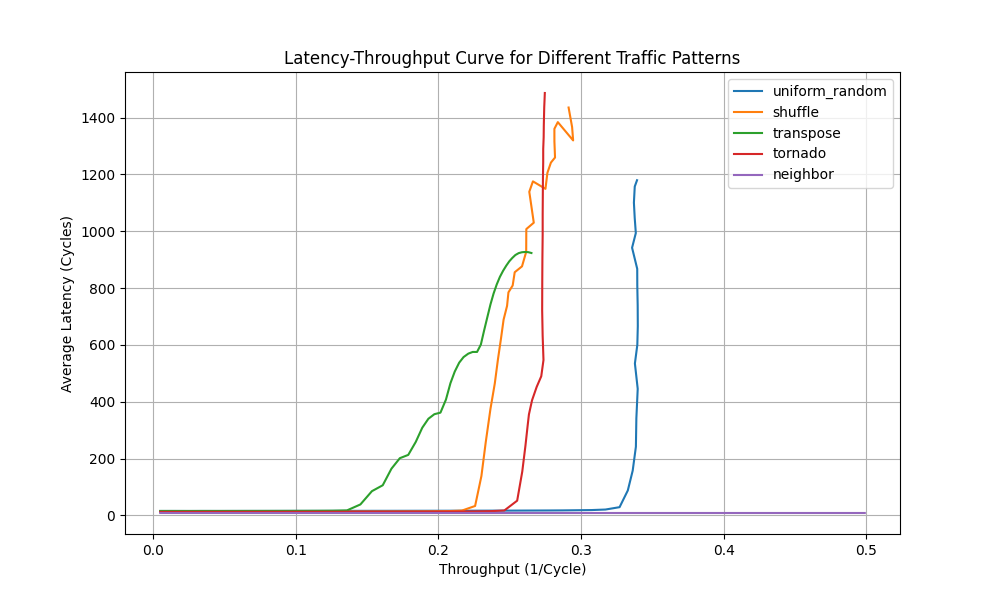 Latency-Throughput Curve for Different Traffic Patterns
uniform_random
shuffle
transpose
tornado
neighbor
Average Latency (Cycles)
1400
1200
1000
800
600
400
200
0
0.0 0.1 0.2 0.3 0.4 0.5
Throughput (1/Cycle)